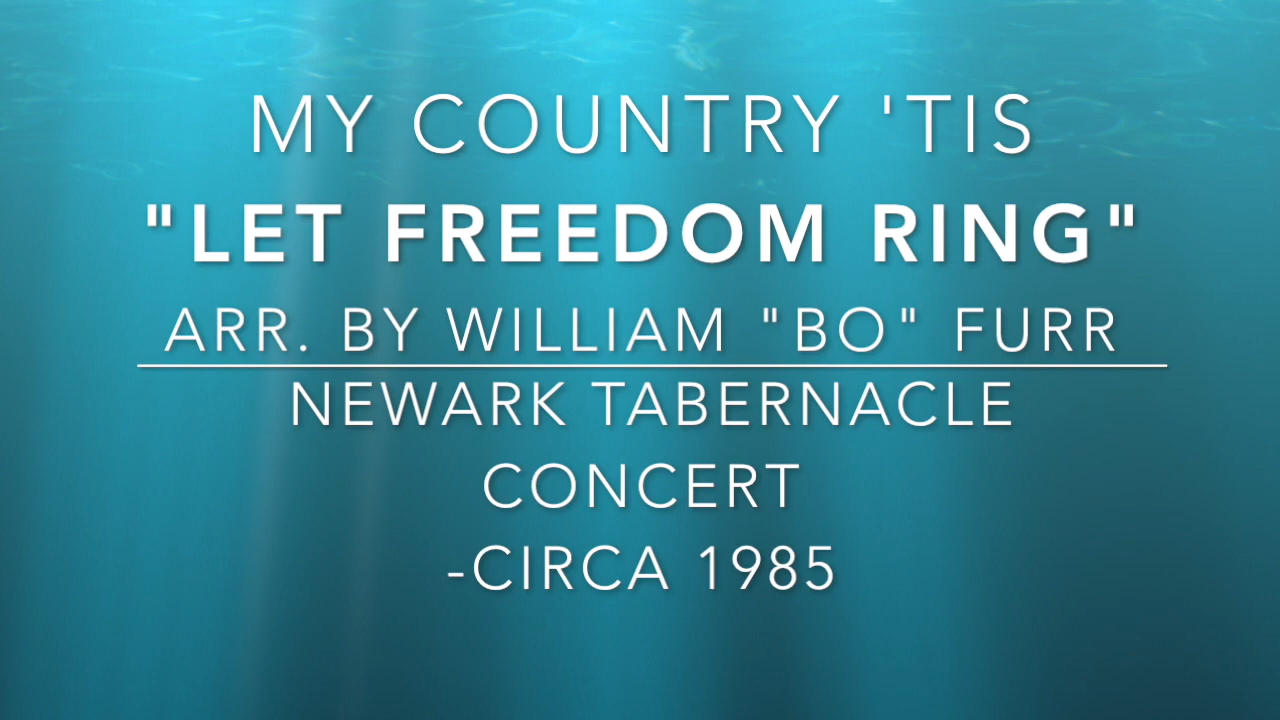 MY COUNTRY 'TIS
"LET FREEDOM RING"
ARR. BY WILLIAM "BO" FURR
NEWARK TABERNACLE
CONCERT
-CIRCA 1985